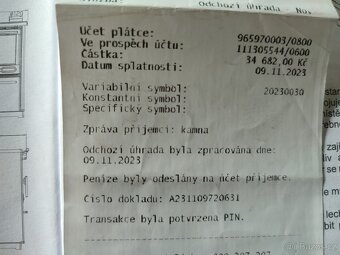 odchozí úhrada
Účet plátce: 965970003/0800
Ve prospěch účtu: 111305544/0600
Částka: 34 682,00 Kč
Datum splatnosti: 09.11.2023
Variabilní symbol: 20230030
Konstantní symbol:
Specifický symbol:
Zpráva příjemci: kamna
Odchozí úhrada byla zpracována dne:
09.11.2023
Peníze byly odeslány na účet příjemce.
Číslo dokladu: A231109720631
Transakce byla potvrzena PIN.